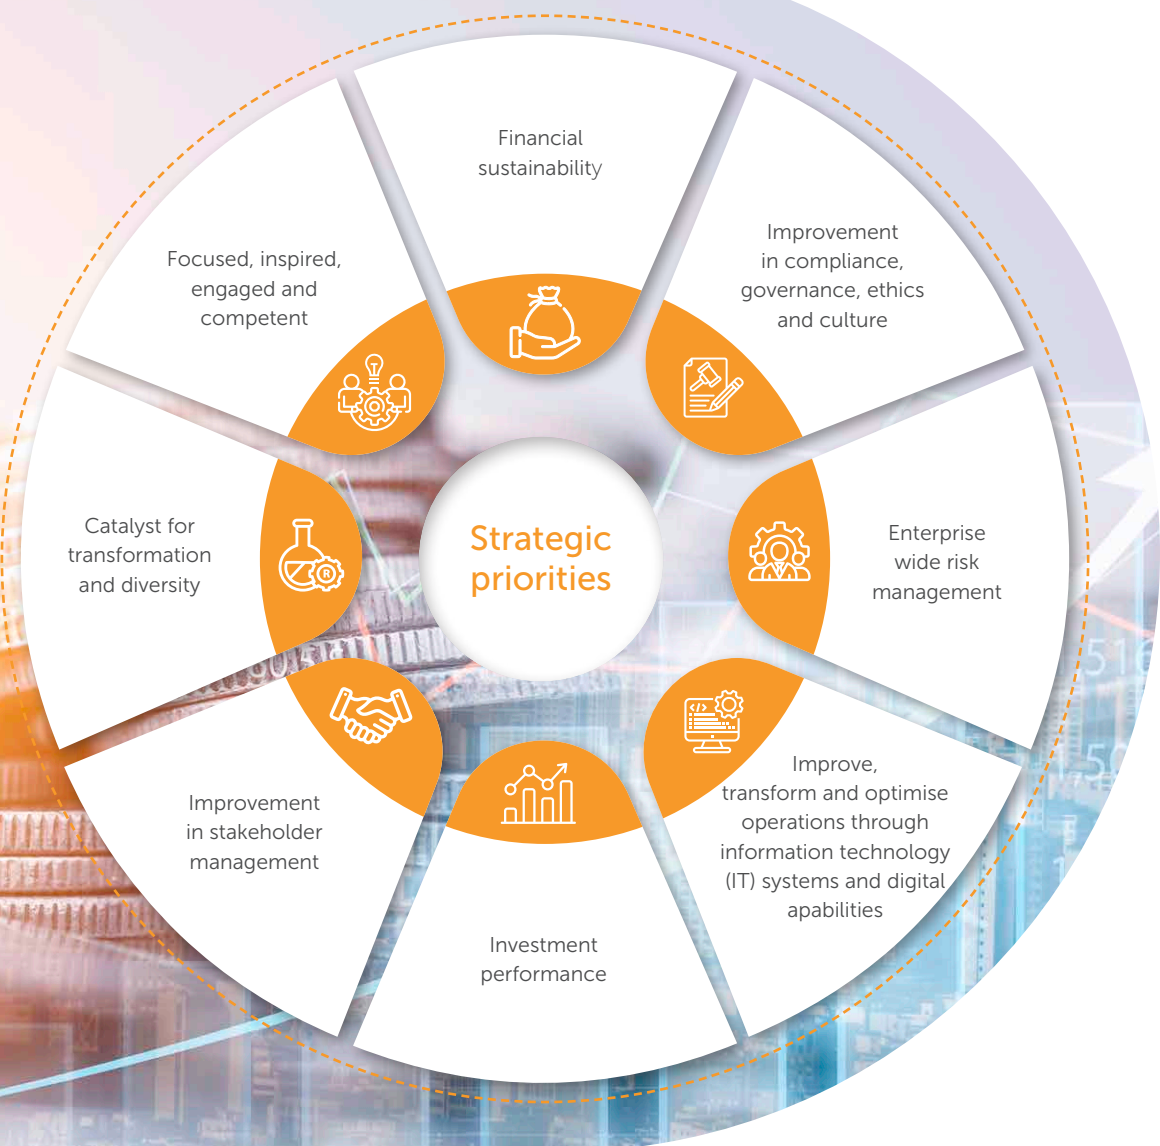 Financial
sustainability
Improvement
in compliance,
governance, ethics
and culture
Enterprise
wide risk
management
Improve,
transform and optimise
operations through
information technology
(IT) systems and digital
apabilities
Investment
performance
Improvement
in stakeholder
management
Catalyst for
transformation
and diversity
Focused, inspired,
engaged and
competent
Strategic
priorities
R